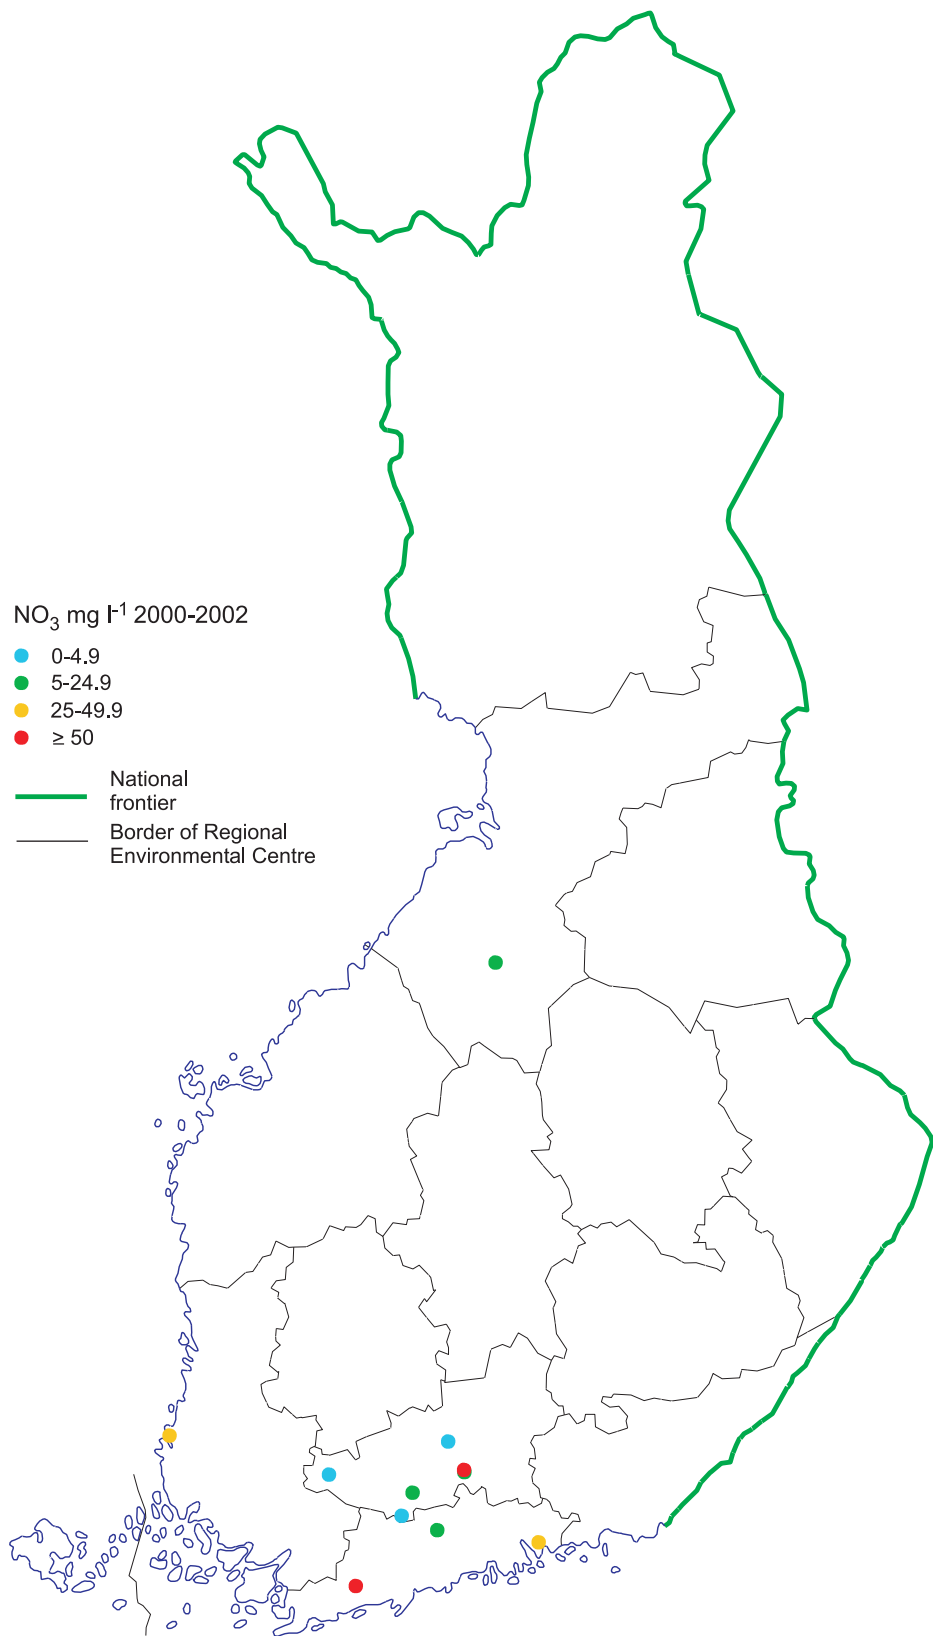 NO₃ mg l⁻¹ 2000-2002
0-4.9
5-24.9
25-49.9
≥ 50
National
frontier
Border of Regional
Environmental Centre